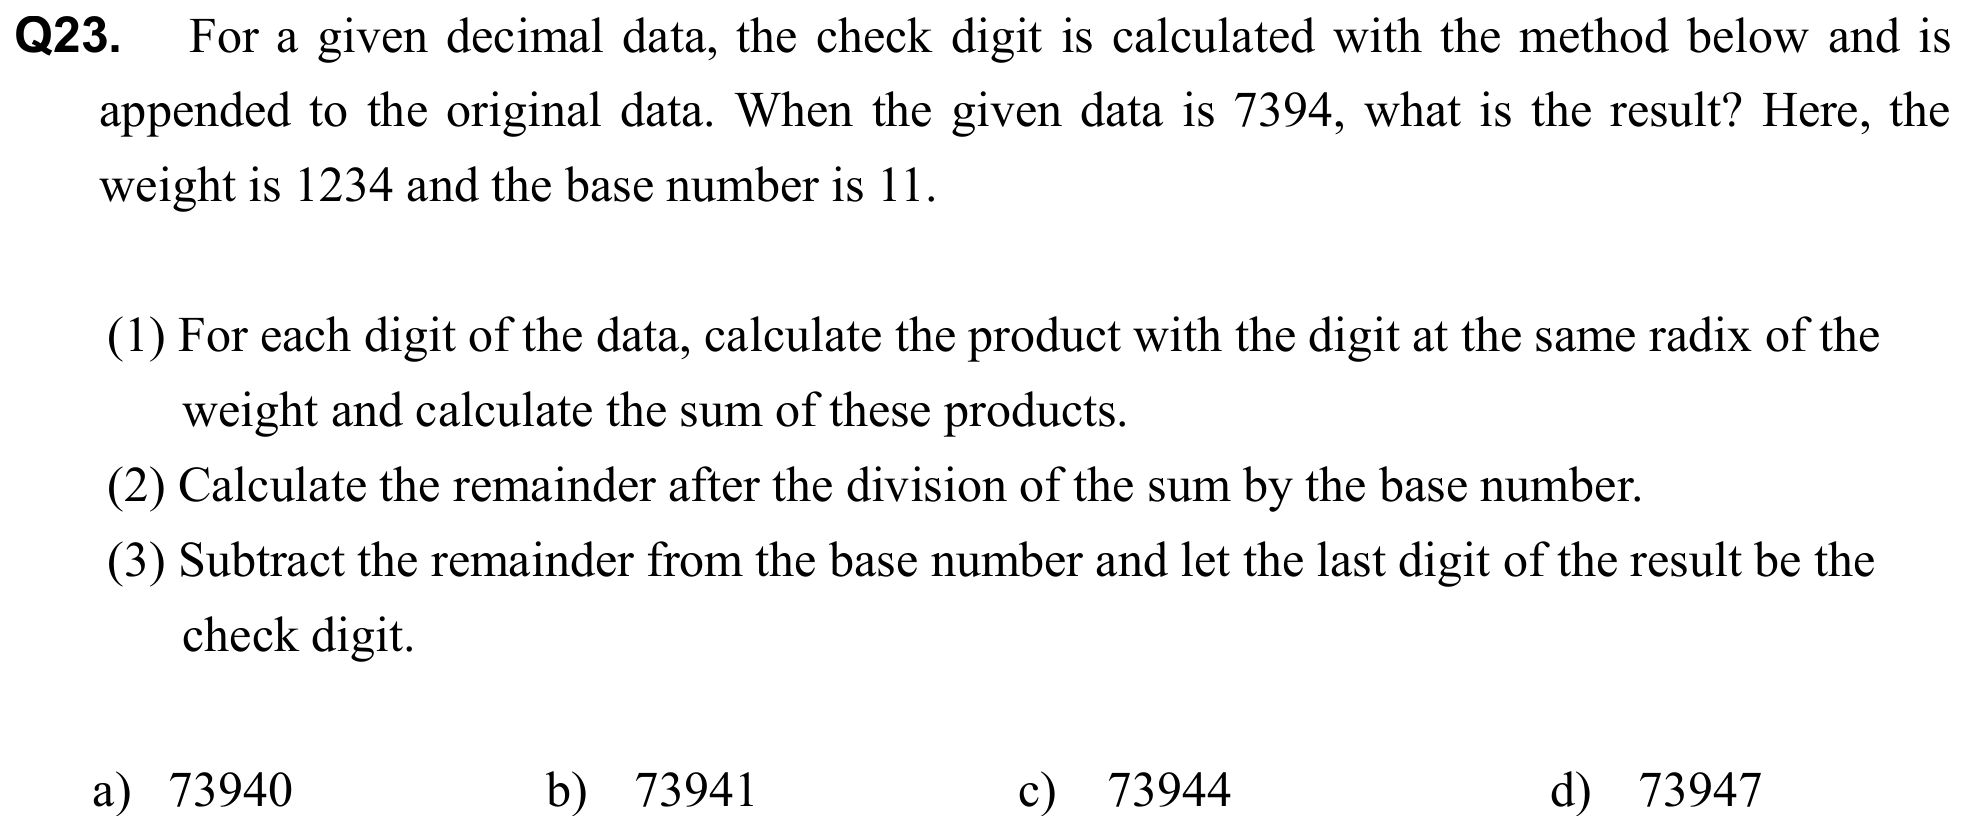 Q23. For a given decimal data, the check digit is calculated with the method below and is
appended to the original data. When the given data is 7394, what is the result? Here, the
weight is 1234 and the base number is 11.
(1) For each digit of the data, calculate the product with the digit at the same radix of the
weight and calculate the sum of these products.
(2) Calculate the remainder after the division of the sum by the base number.
(3) Subtract the remainder from the base number and let the last digit of the result be the
check digit.
a) 73940 b) 73941 c) 73944 d) 73947